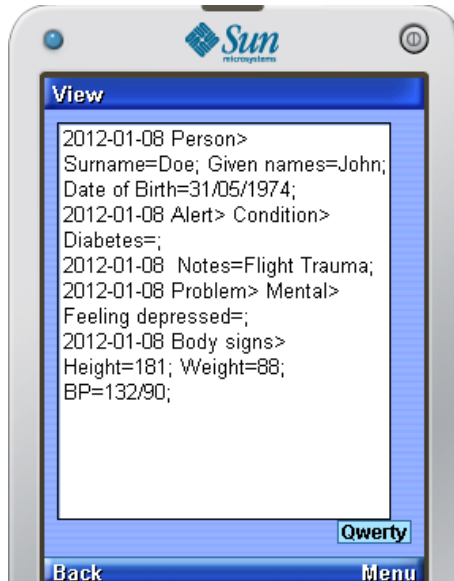 Sun
microsystems
View
2012-01-08 Person>
Surname=Doe; Given names=John;
Date of Birth=31/05/1974;
2012-01-08 Alert> Condition>
Diabetes=;
2012-01-08  Notes=Flight Trauma;
2012-01-08 Problem> Mental>
Feeling depressed=;
2012-01-08 Body signs>
Height=181; Weight=88;
BP=132/90;
Qwerty
Back Menu